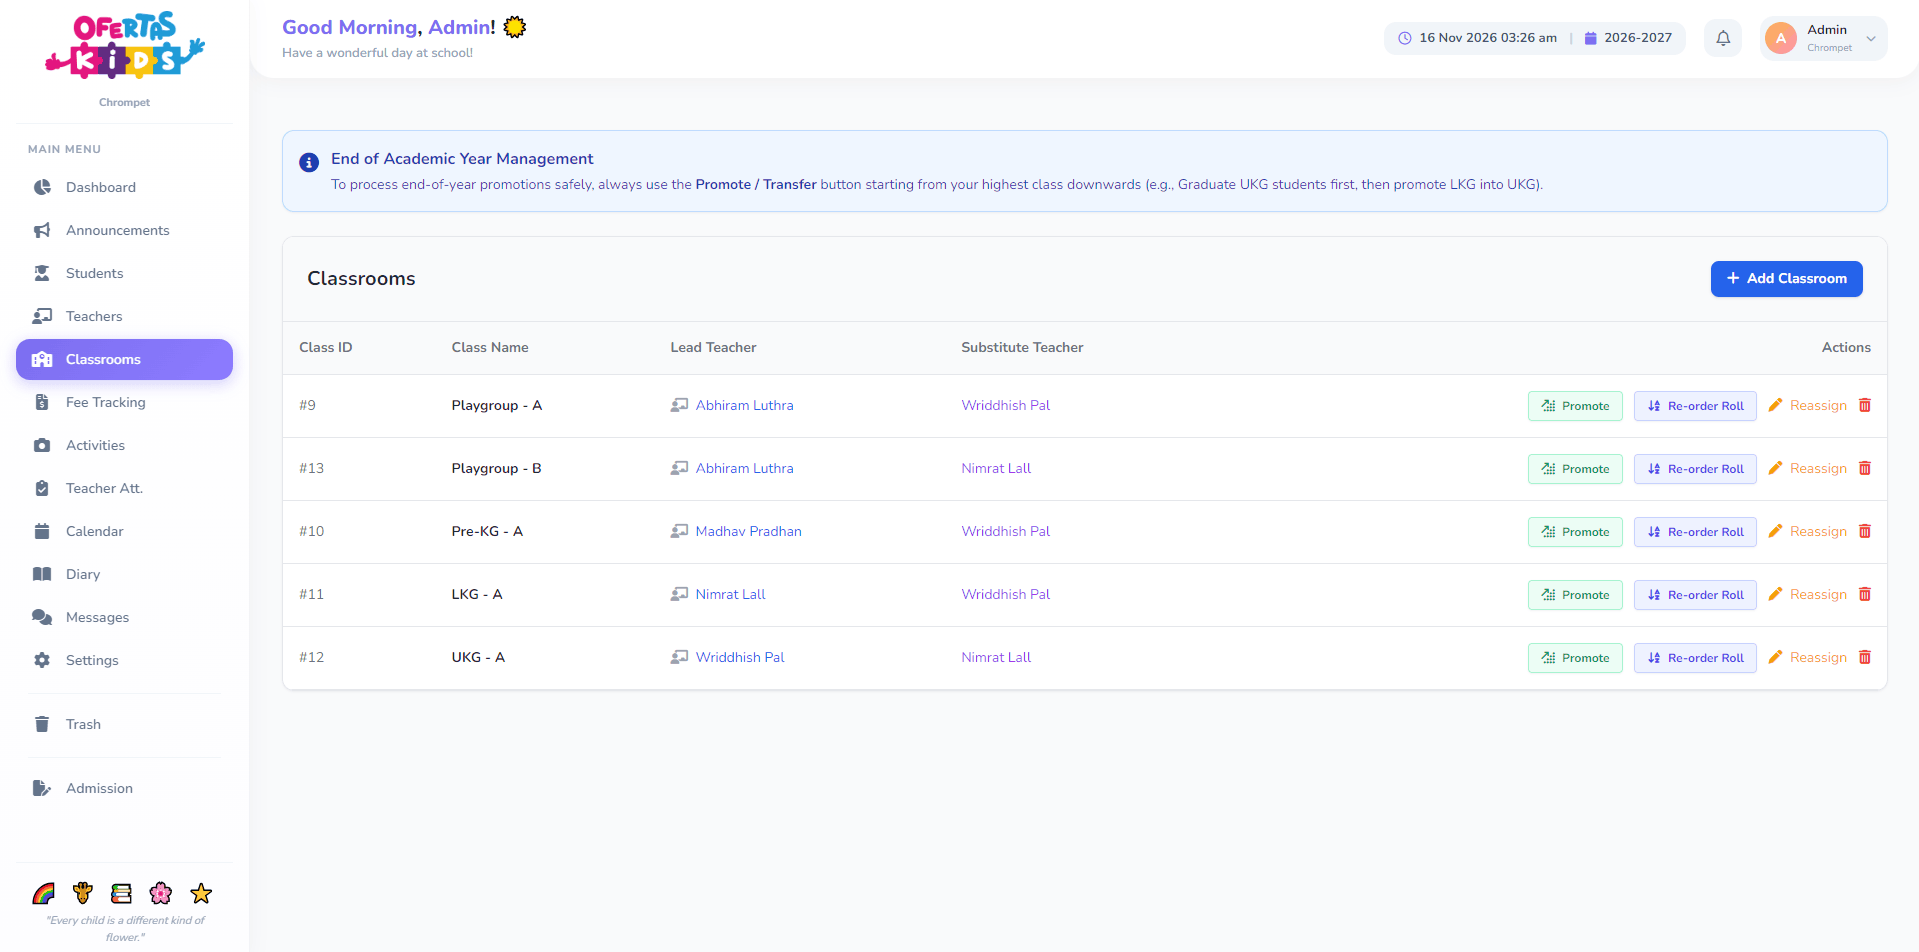 OFERTAS
KiDS
Chrompet
MAIN MENU
Dashboard
Announcements
Students
Teachers
Classrooms
Fee Tracking
Activities
Teacher Att.
Calendar
Diary
Messages
Settings
Trash
Admission
"Every child is a different kind of
flower."
Good Morning, Admin!
Have a wonderful day at school!
16 Nov 2026 03:26 am | 2026-2027
A
Admin
Chrompet
End of Academic Year Management
To process end-of-year promotions safely, always use the Promote / Transfer button starting from your highest class downwards (e.g., Graduate UKG students first, then promote LKG into UKG).
Classrooms
+ Add Classroom
Class ID Class Name Lead Teacher Substitute Teacher Actions
#9 Playgroup - A Abhiram Luthra Wriddhish Pal Promote Re-order Roll Reassign
#13 Playgroup - B Abhiram Luthra Nimrat Lall Promote Re-order Roll Reassign
#10 Pre-KG - A Madhav Pradhan Wriddhish Pal Promote Re-order Roll Reassign
#11 LKG - A Nimrat Lall Wriddhish Pal Promote Re-order Roll Reassign
#12 UKG - A Wriddhish Pal Nimrat Lall Promote Re-order Roll Reassign